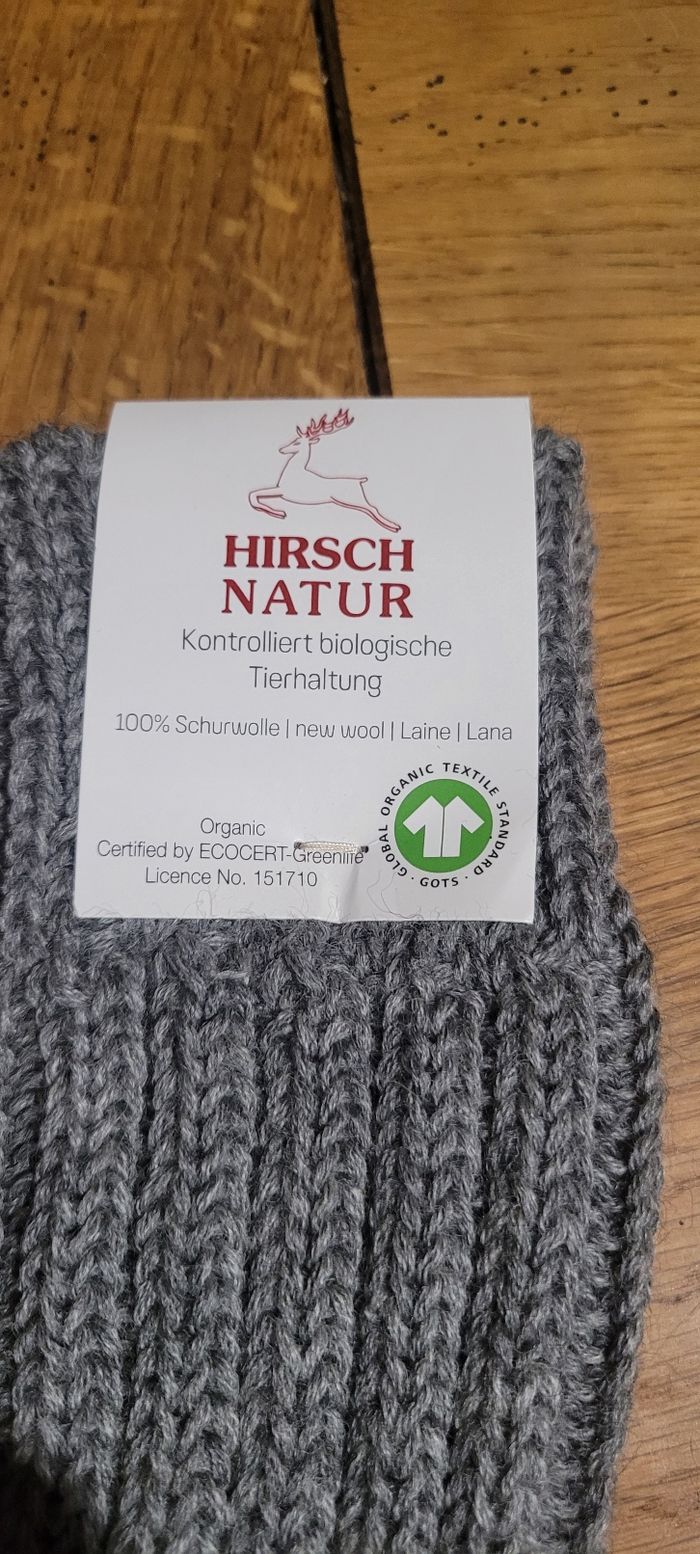 HIRSCH
NATUR
Kontrolliert biologische
Tierhaltung
100% Schurwolle | new wool | Laine | Lana
Organic
Certified by ECOCERT-Greenlife
Licence No. 151710
GLOBAL ORGANIC TEXTILE STANDARD · GOTS ·